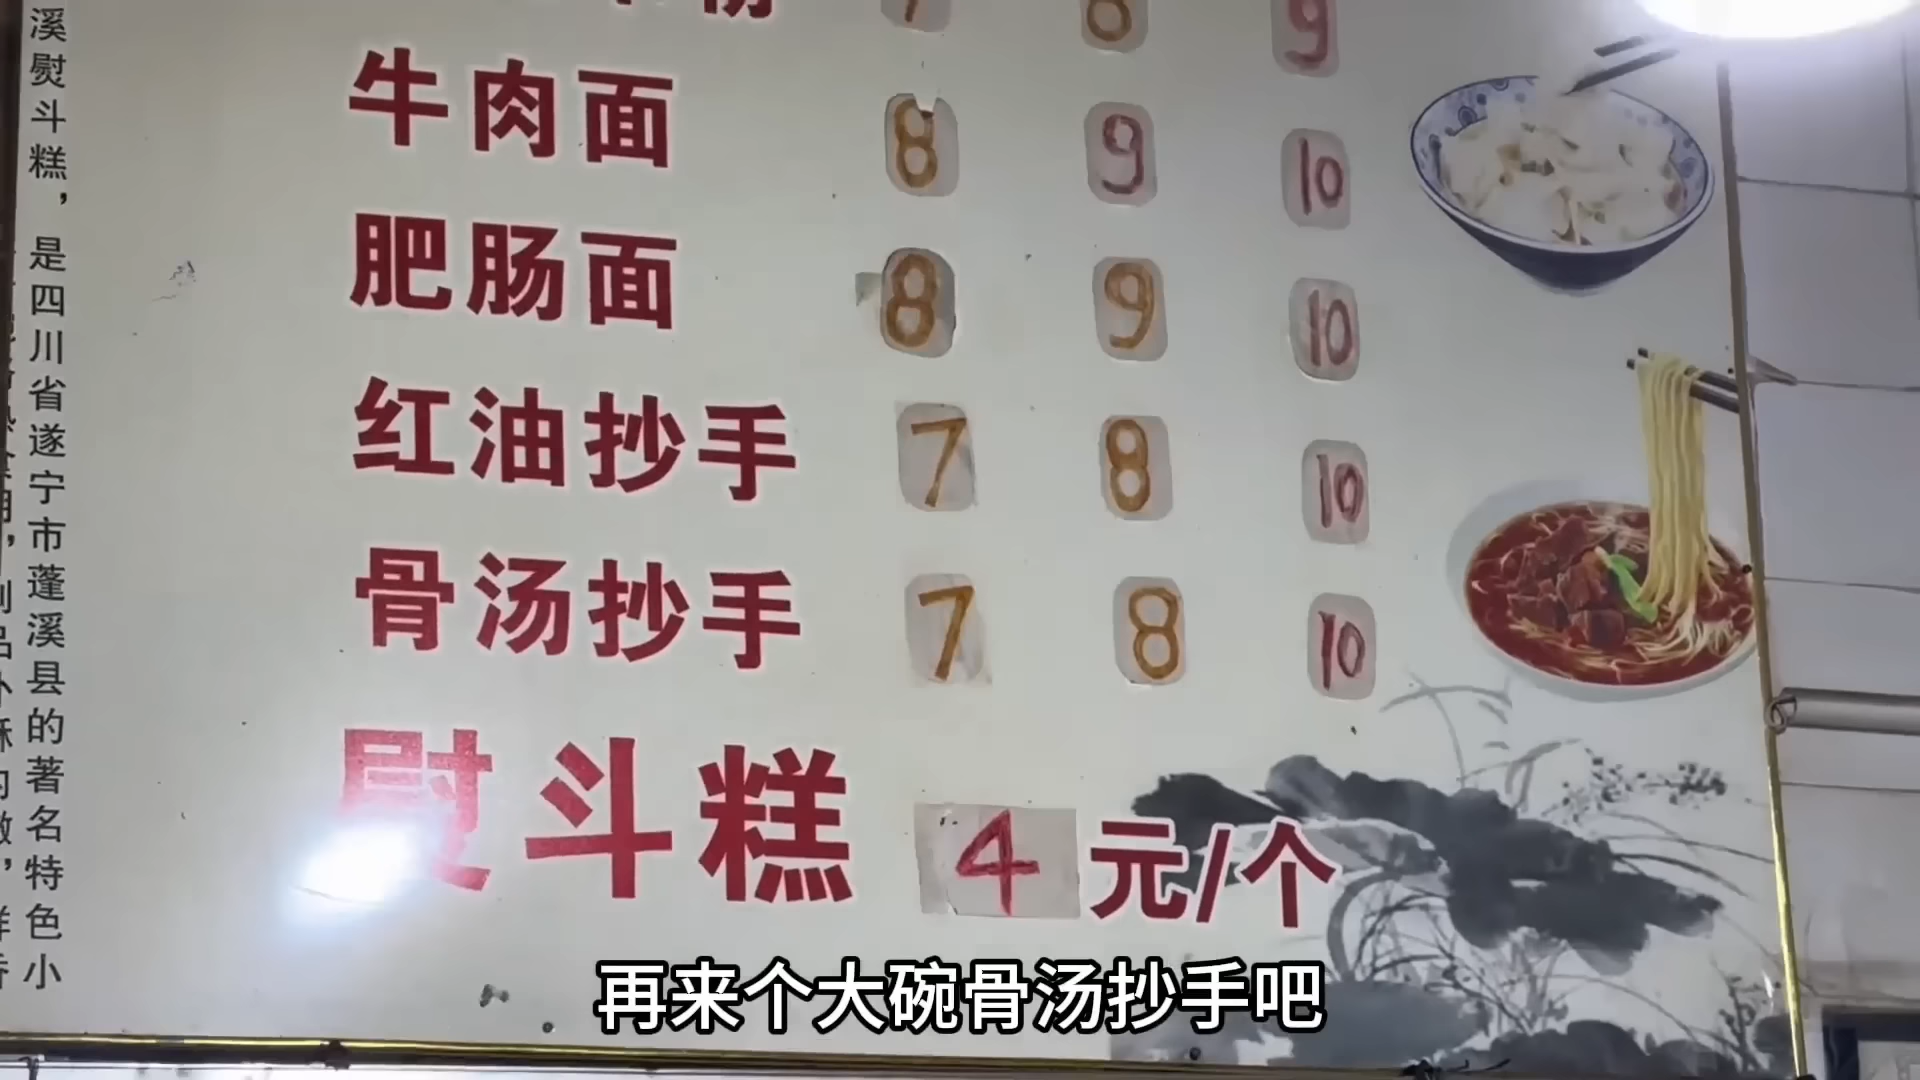 牛肉面 8 9 10
肥肠面 8 9 10
红油抄手 7 8 10
骨汤抄手 7 8 10
熨斗糕 4元/个
溪熨斗糕，是四川省遂宁市蓬溪县的著名特色小
再来个大碗骨汤抄手吧